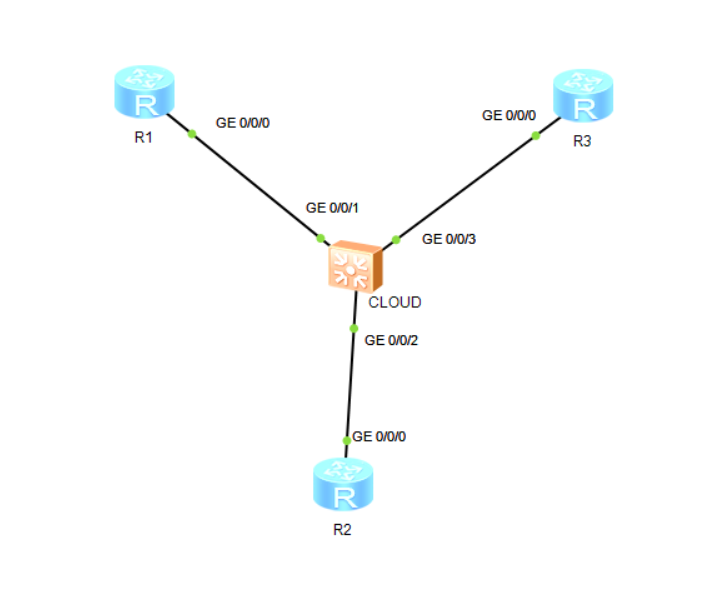 R
R1
GE 0/0/0
GE 0/0/0
R
R3
GE 0/0/1
GE 0/0/3
CLOUD
GE 0/0/2
GE 0/0/0
R
R2